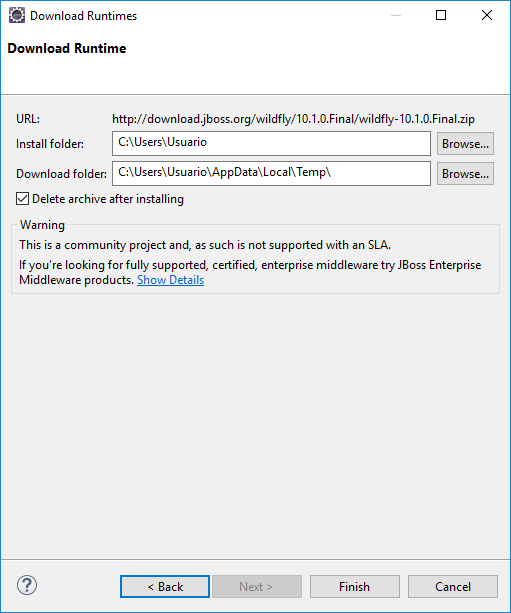 Download Runtimes
Download Runtime
URL: http://download.jboss.org/wildfly/10.1.0.Final/wildfly-10.1.0.Final.zip
Install folder: C:\Users\Usuario Browse...
Download folder: C:\Users\Usuario\AppData\Local\Temp\ Browse...
Delete archive after installing
Warning
This is a community project and, as such is not supported with an SLA.
If you're looking for fully supported, certified, enterprise middleware try JBoss Enterprise
Middleware products. Show Details
? < Back Next > Finish Cancel